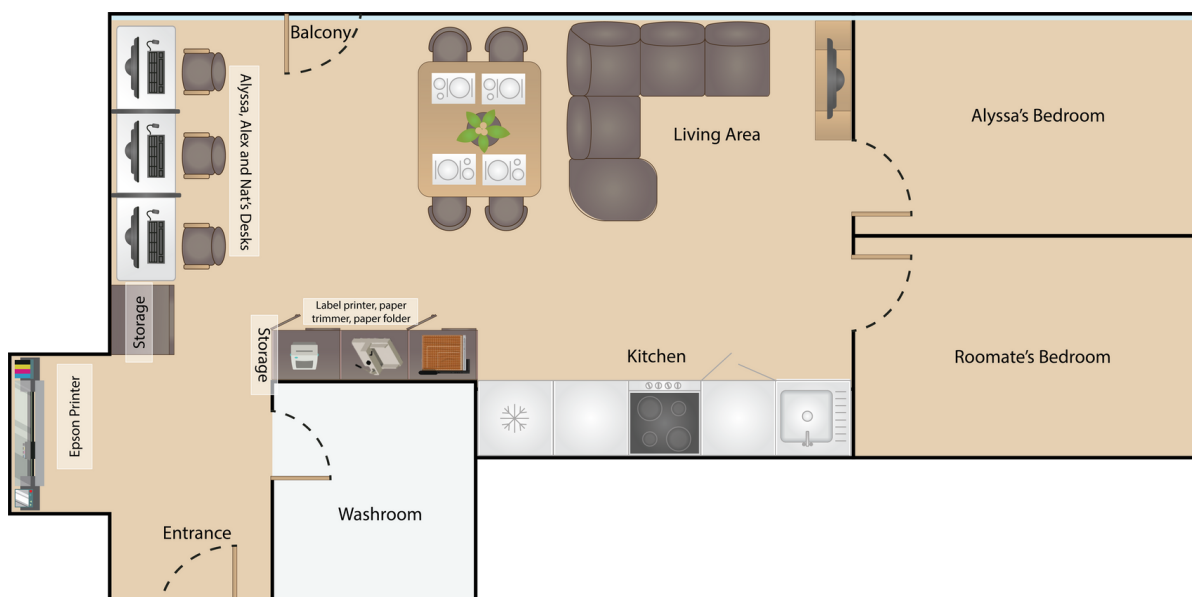 Balcony
Alyssa, Alex and Nat's Desks
Living Area
Alyssa's Bedroom
Storage
Label printer, paper
trimmer, paper folder
Storage
Kitchen
Roomate's Bedroom
Epson Printer
Washroom
Entrance